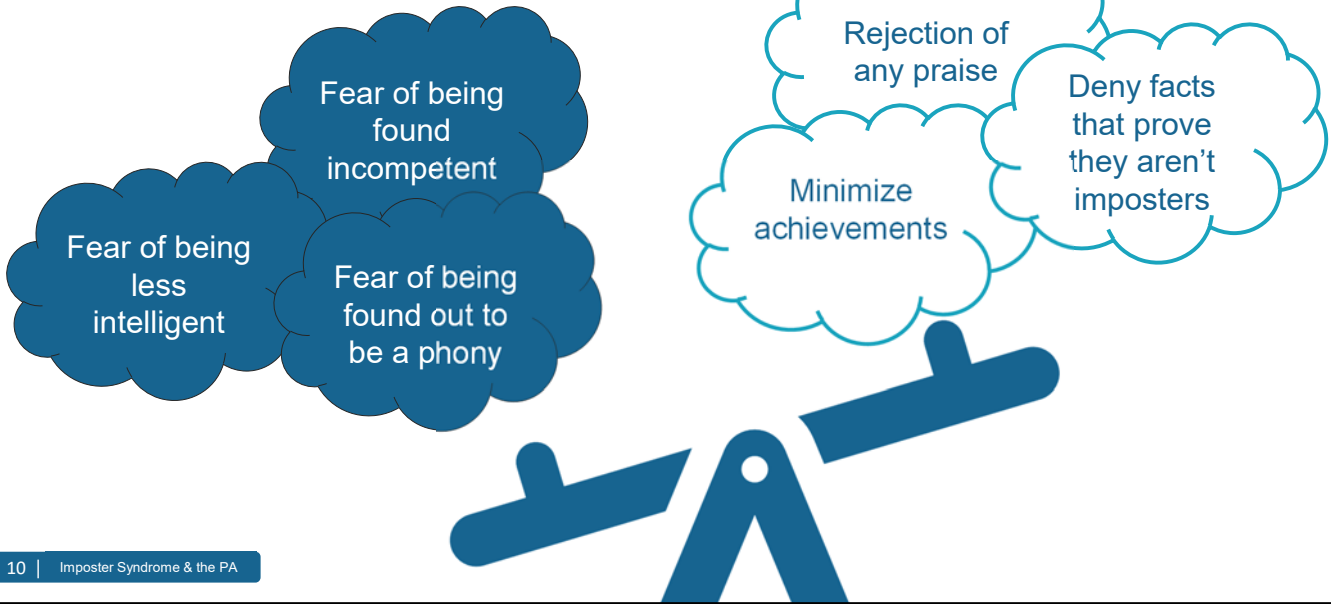 Fear of being
found
incompetent
Fear of being
less
intelligent
Fear of being
found out to
be a phony
Rejection of
any praise
Deny facts
that prove
they aren’t
imposters
Minimize
achievements
10 | Imposter Syndrome & the PA